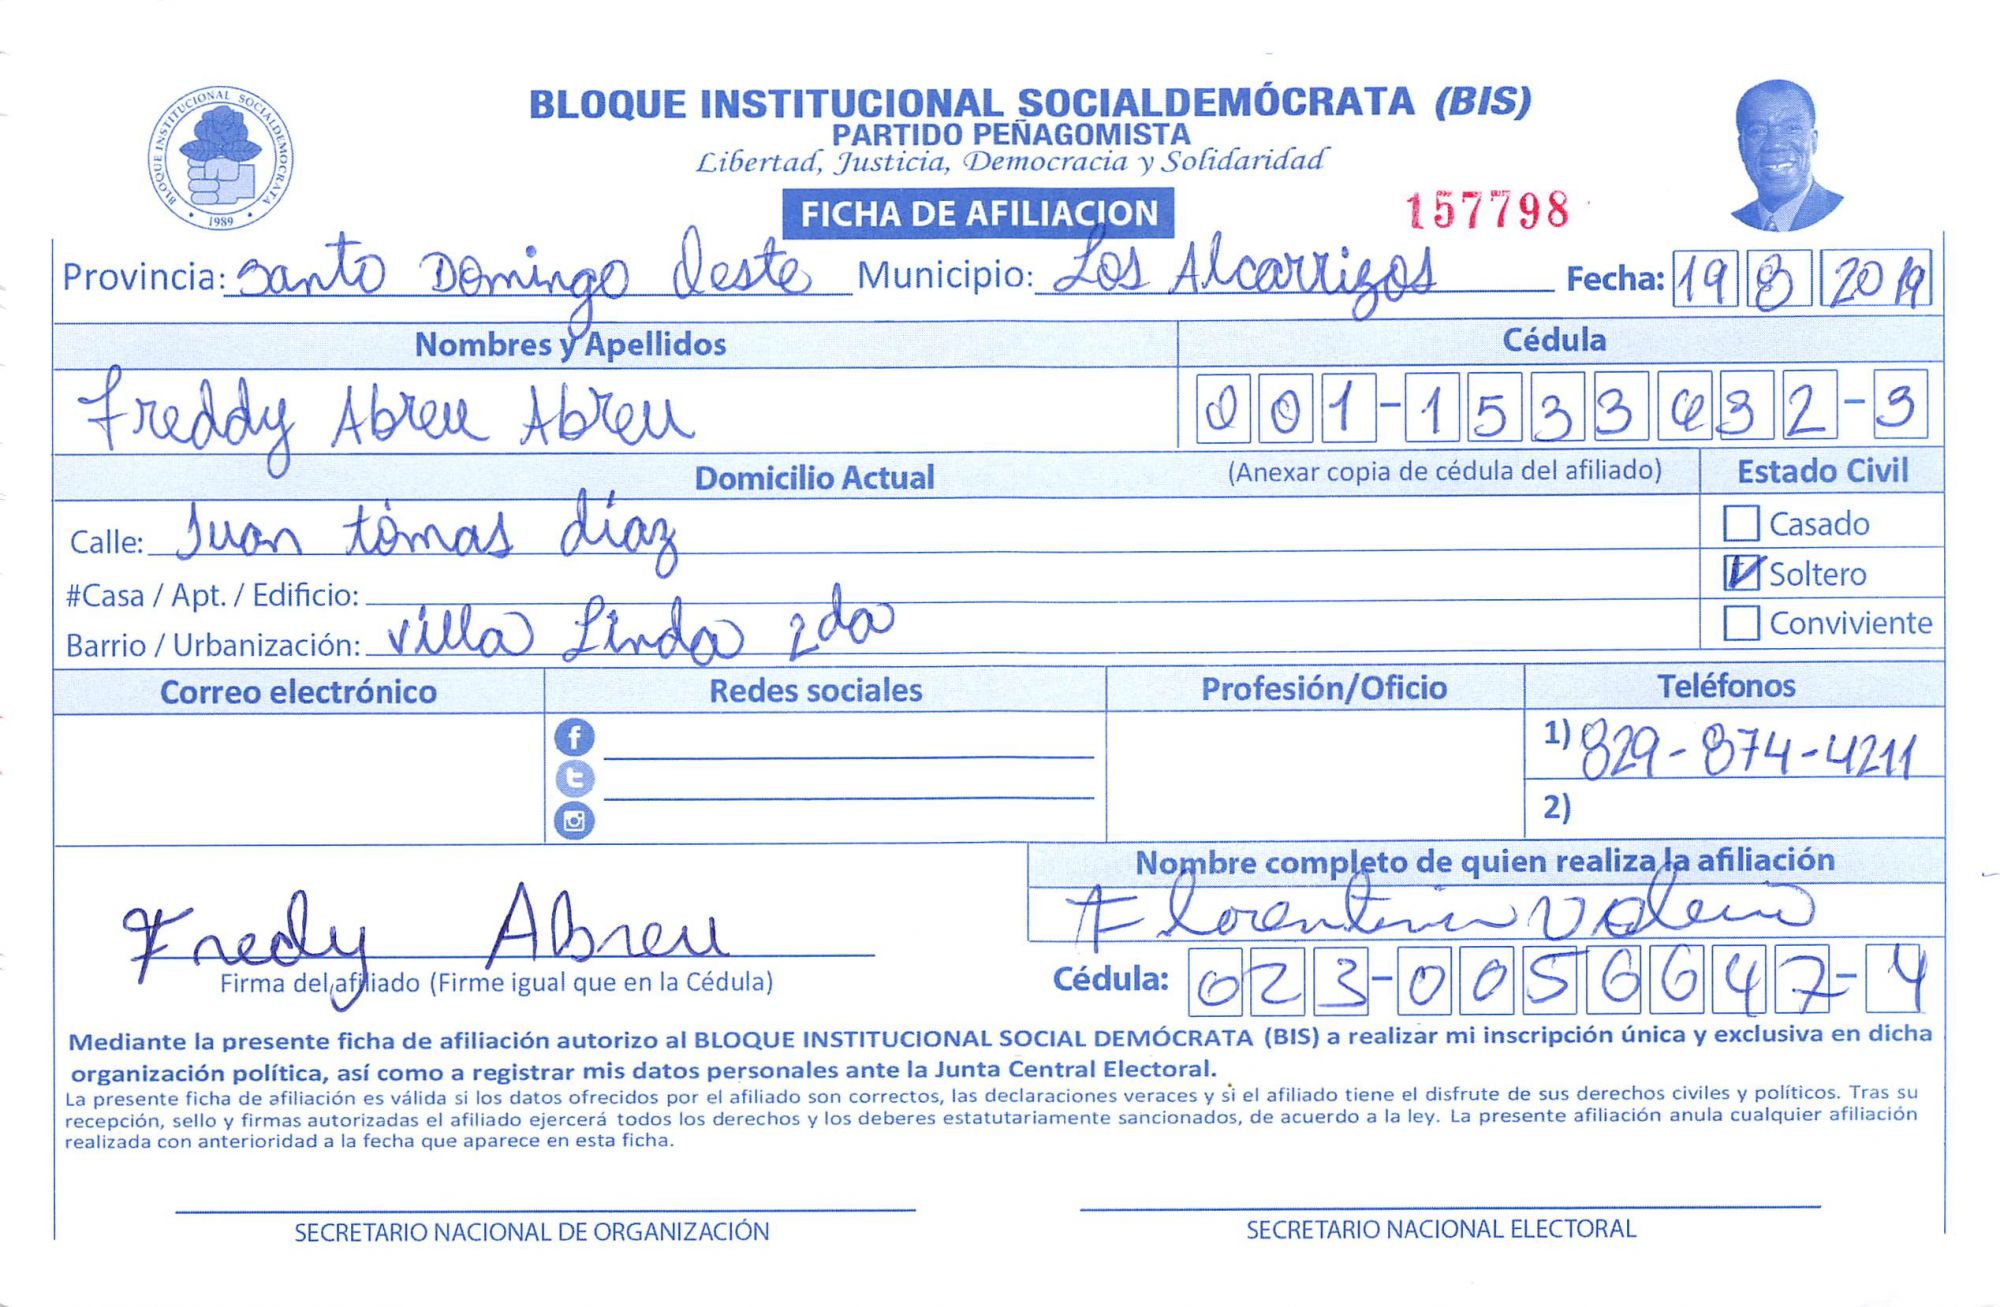 BLOQUE INSTITUCIONAL SOCIALDEMÓCRATA (BIS)
PARTIDO PEÑAGOMISTA
Libertad, Justicia, Democracia y Solidaridad
BLOQUE INSTITUCIONAL SOCIALDEMOCRATA
1989
FICHA DE AFILIACION
157798
Provincia: Santo Domingo Oeste Municipio: Los Alcarrizos Fecha: 19 8 2019
Nombres y Apellidos Cédula
Freddy Abreu Abreu 001-1533632-3
Domicilio Actual (Anexar copia de cédula del afiliado) Estado Civil
Calle: Juan tómas díaz Casado
#Casa / Apt. / Edificio: Soltero
Barrio / Urbanización: villa Linda 2da Conviviente
Correo electrónico Redes sociales Profesión/Oficio Teléfonos
1) 829-874-4211
2)
Nombre completo de quien realiza la afiliación
Fredy Abreu Florentino
Firma del afiliado (Firme igual que en la Cédula) Cédula: 023-0056647-4
Mediante la presente ficha de afiliación autorizo al BLOQUE INSTITUCIONAL SOCIAL DEMÓCRATA (BIS) a realizar mi inscripción única y exclusiva en dicha
organización política, así como a registrar mis datos personales ante la Junta Central Electoral.
La presente ficha de afiliación es válida si los datos ofrecidos por el afiliado son correctos, las declaraciones veraces y si el afiliado tiene el disfrute de sus derechos civiles y políticos. Tras su
recepción, sello y firmas autorizadas el afiliado ejercerá todos los derechos y los deberes estatutariamente sancionados, de acuerdo a la ley. La presente afiliación anula cualquier afiliación
realizada con anterioridad a la fecha que aparece en esta ficha.
SECRETARIO NACIONAL DE ORGANIZACIÓN SECRETARIO NACIONAL ELECTORAL